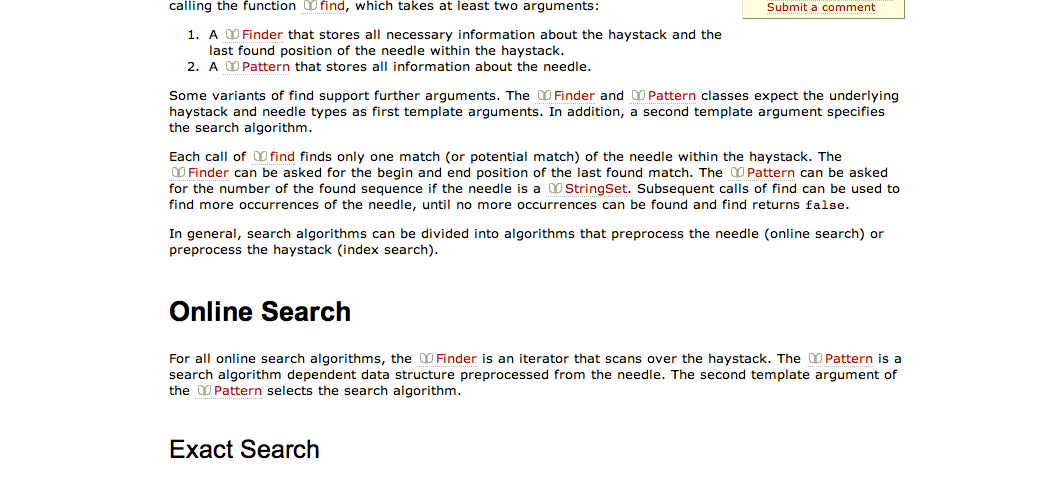 calling the function find, which takes at least two arguments:
Submit a comment
1. A Finder that stores all necessary information about the haystack and the
last found position of the needle within the haystack.
2. A Pattern that stores all information about the needle.
Some variants of find support further arguments. The Finder and Pattern classes expect the underlying
haystack and needle types as first template arguments. In addition, a second template argument specifies
the search algorithm.
Each call of find finds only one match (or potential match) of the needle within the haystack. The
Finder can be asked for the begin and end position of the last found match. The Pattern can be asked
for the number of the found sequence if the needle is a StringSet. Subsequent calls of find can be used to
find more occurrences of the needle, until no more occurrences can be found and find returns false.
In general, search algorithms can be divided into algorithms that preprocess the needle (online search) or
preprocess the haystack (index search).
Online Search
For all online search algorithms, the Finder is an iterator that scans over the haystack. The Pattern is a
search algorithm dependent data structure preprocessed from the needle. The second template argument of
the Pattern selects the search algorithm.
Exact Search